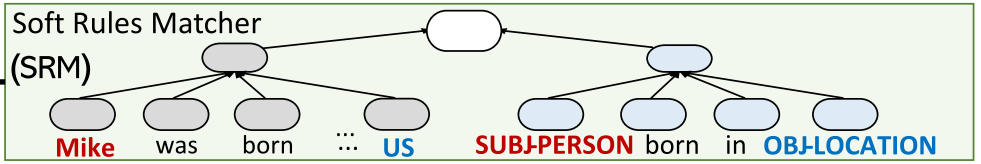 Soft Rules Matcher
(SRM)
Mike was born ... ... US SUBJ-PERSON born in OBJ-LOCATION